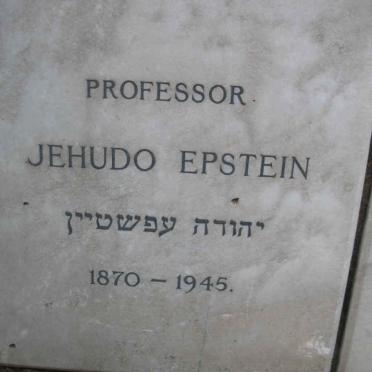 PROFESSOR
JEHUDO EPSTEIN
יהודה עפשטיין
1870 – 1945.